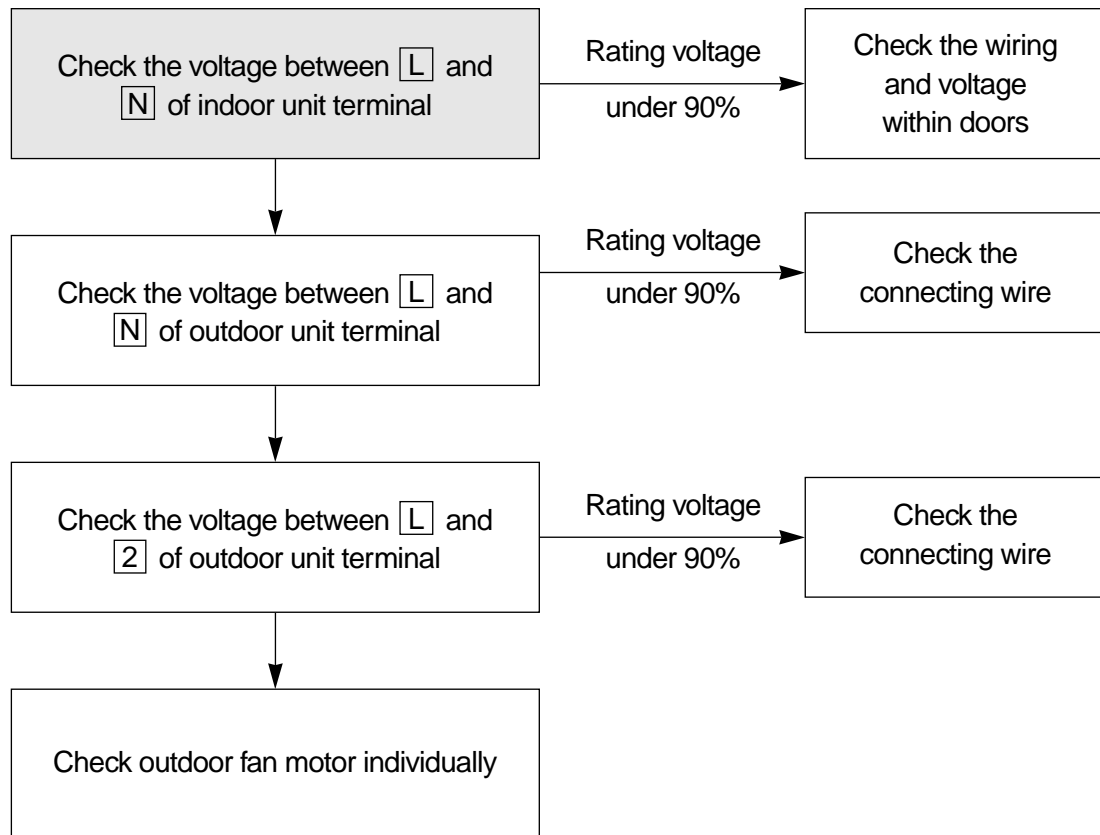 Check the voltage between L and
N of indoor unit terminal
Rating voltage
under 90%
Check the wiring
and voltage
within doors
Check the voltage between L and
N of outdoor unit terminal
Rating voltage
under 90%
Check the
connecting wire
Check the voltage between L and
2 of outdoor unit terminal
Rating voltage
under 90%
Check the
connecting wire
Check outdoor fan motor individually